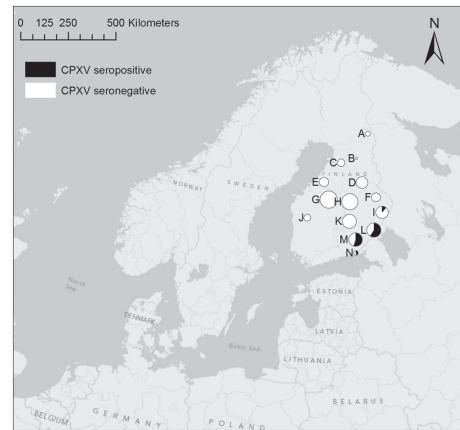 0 125 250 500 Kilometers
N
CPXV seropositive
CPXV seronegative
A
B
C
FINLAND
E
D
F
G
H
I
J
K
L
M
N
NORWAY
SWEDEN
ESTONIA
North Sea
DENMARK
LATVIA
Baltic Sea
LITHUANIA
BELARUS
BELGIUM
GERMANY
POLAND